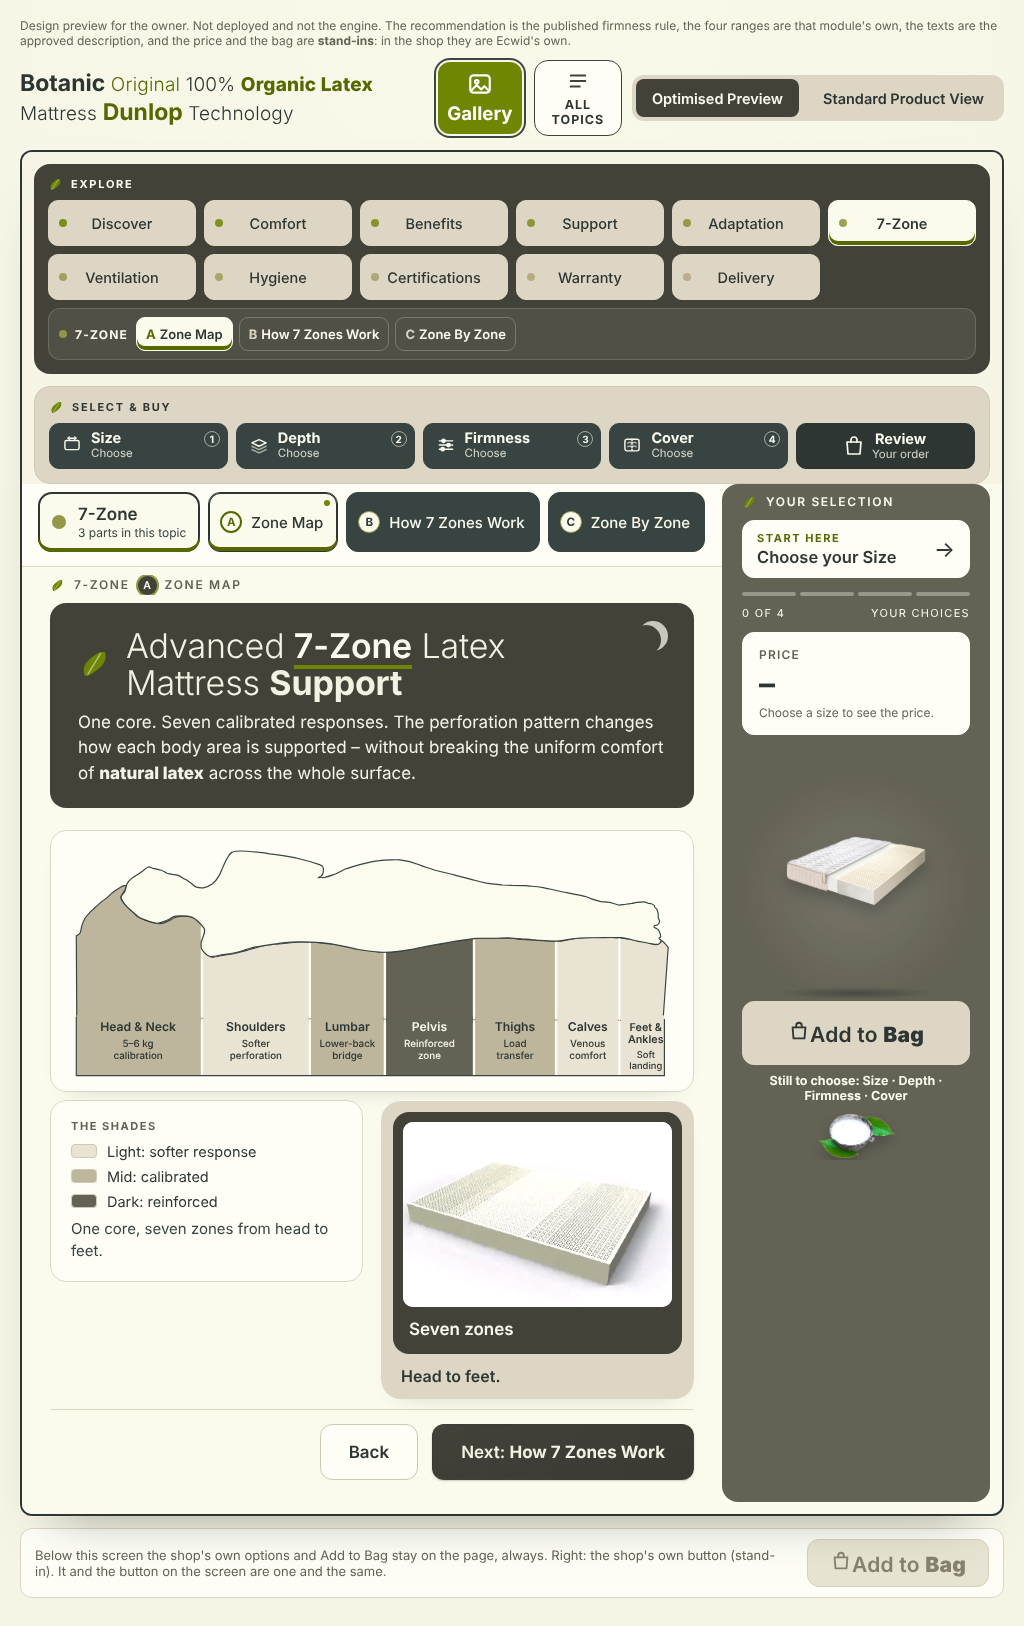 Design preview for the owner. Not deployed and not the engine. The recommendation is the published firmness rule, the four ranges are that module's own, the texts are the
approved description, and the price and the bag are stand-ins: in the shop they are Ecwid's own.
Botanic Original 100% Organic Latex
Mattress Dunlop Technology
Gallery
ALL
TOPICS
Optimised Preview
Standard Product View
EXPLORE
Discover
Comfort
Benefits
Support
Adaptation
7-Zone
Ventilation
Hygiene
Certifications
Warranty
Delivery
7-ZONE
A Zone Map
B How 7 Zones Work
C Zone By Zone
SELECT & BUY
Size
Choose
1
Depth
Choose
2
Firmness
Choose
3
Cover
Choose
4
Review
Your order
7-Zone
3 parts in this topic
A Zone Map
B How 7 Zones Work
C Zone By Zone
7-ZONE A ZONE MAP
Advanced 7-Zone Latex
Mattress Support
One core. Seven calibrated responses. The perforation pattern changes
how each body area is supported – without breaking the uniform comfort
of natural latex across the whole surface.
Head & Neck
5–6 kg
calibration
Shoulders
Softer
perforation
Lumbar
Lower-back
bridge
Pelvis
Reinforced
zone
Thighs
Load
transfer
Calves
Venous
comfort
Feet &
Ankles
Soft
landing
THE SHADES
Light: softer response
Mid: calibrated
Dark: reinforced
One core, seven zones from head to
feet.
Seven zones
Head to feet.
Back
Next: How 7 Zones Work
YOUR SELECTION
START HERE
Choose your Size
0 OF 4
YOUR CHOICES
PRICE
–
Choose a size to see the price.
Add to Bag
Still to choose: Size · Depth ·
Firmness · Cover
Below this screen the shop's own options and Add to Bag stay on the page, always. Right: the shop's own button (stand-
in). It and the button on the screen are one and the same.
Add to Bag